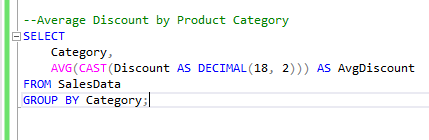 --Average Discount by Product Category
SELECT
    Category,
    AVG(CAST(Discount AS DECIMAL(18, 2))) AS AvgDiscount
FROM SalesData
GROUP BY Category;